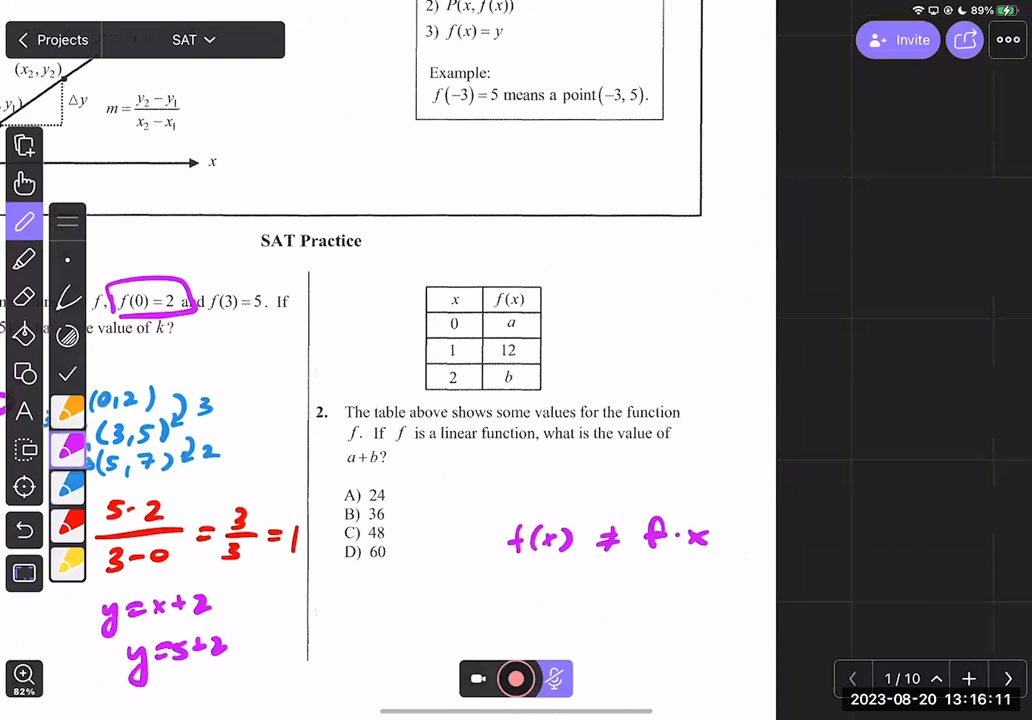 89%
Projects
SAT
Invite
2) P(x, f(x))
3) f(x) = y
Example:
f(−3) = 5 means a point (−3, 5).
(x₂, y₂)
Δy
m = (y₂ − y₁)/(x₂ − x₁)
x
SAT Practice
f, f(0) = 2 and f(3) = 5. If
e value of k?
(0,2) 3
(3,5)
(5,7) 2
(5-2)/(3-0) = 3/3 = 1
y=x+2
y=5+2
x f(x)
0 a
1 12
2 b
2. The table above shows some values for the function
f. If f is a linear function, what is the value of
a+b?
A) 24
B) 36
C) 48
D) 60
f(x) ≠ f·x
A
82%
1 / 10
2023-08-20 13:16:11